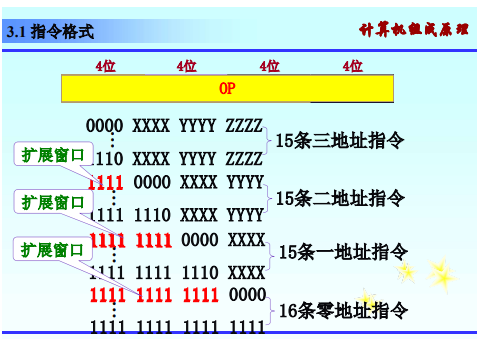 3.1 指令格式
计算机组成原理
4位 4位 4位 4位
OP
0000 XXXX YYYY ZZZZ
⋮
15条三地址指令
扩展窗口
1110 XXXX YYYY ZZZZ
1111 0000 XXXX YYYY
⋮
15条二地址指令
扩展窗口
1111 1110 XXXX YYYY
1111 1111 0000 XXXX
⋮
15条一地址指令
扩展窗口
1111 1111 1110 XXXX
1111 1111 1111 0000
⋮
16条零地址指令
1111 1111 1111 1111